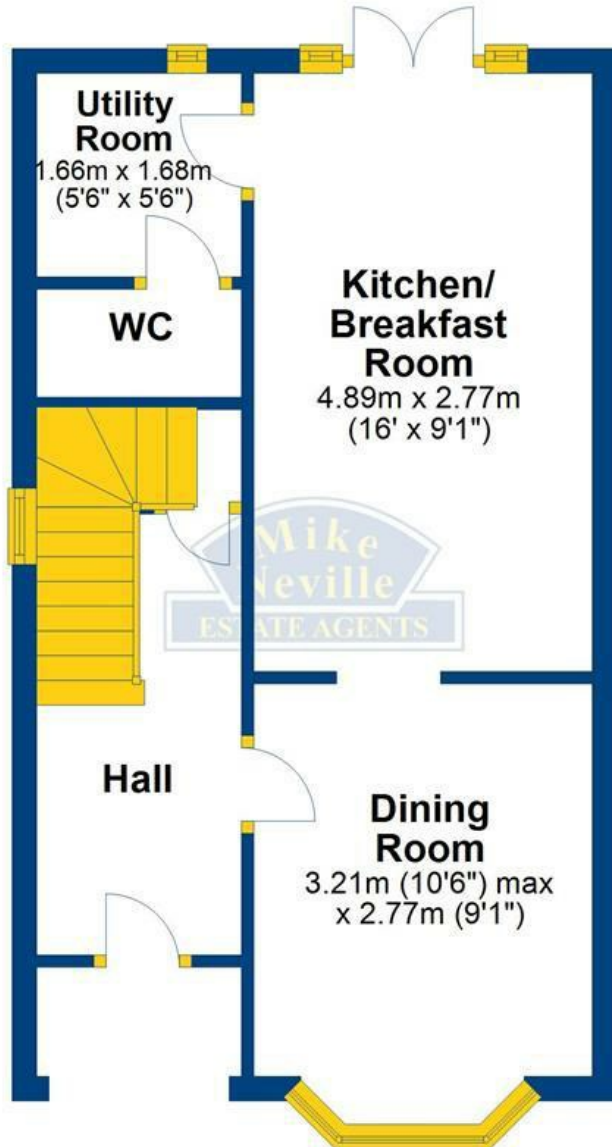 Utility
Room
1.66m x 1.68m
(5'6" x 5'6")
WC
Kitchen/
Breakfast
Room
4.89m x 2.77m
(16' x 9'1")
Mike
Neville
ESTATE AGENTS
Hall
Dining
Room
3.21m (10'6") max
x 2.77m (9'1")